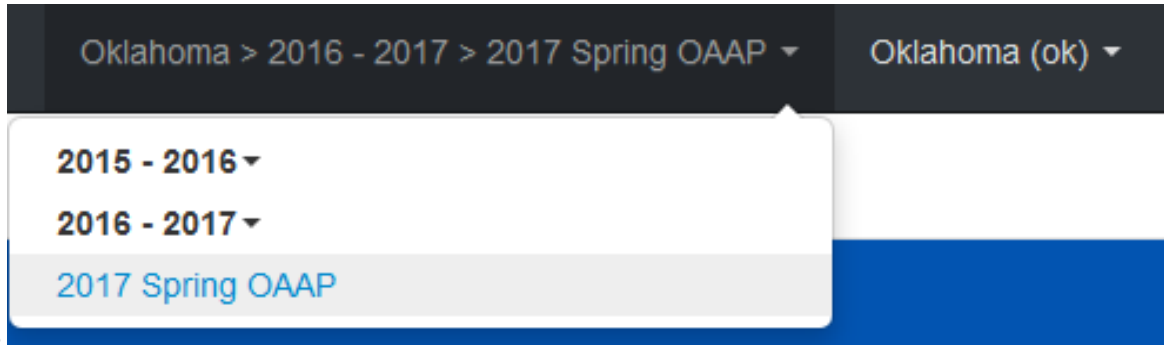 Oklahoma > 2016 - 2017 > 2017 Spring OAAP Oklahoma (ok)
2015 - 2016
2016 - 2017
2017 Spring OAAP